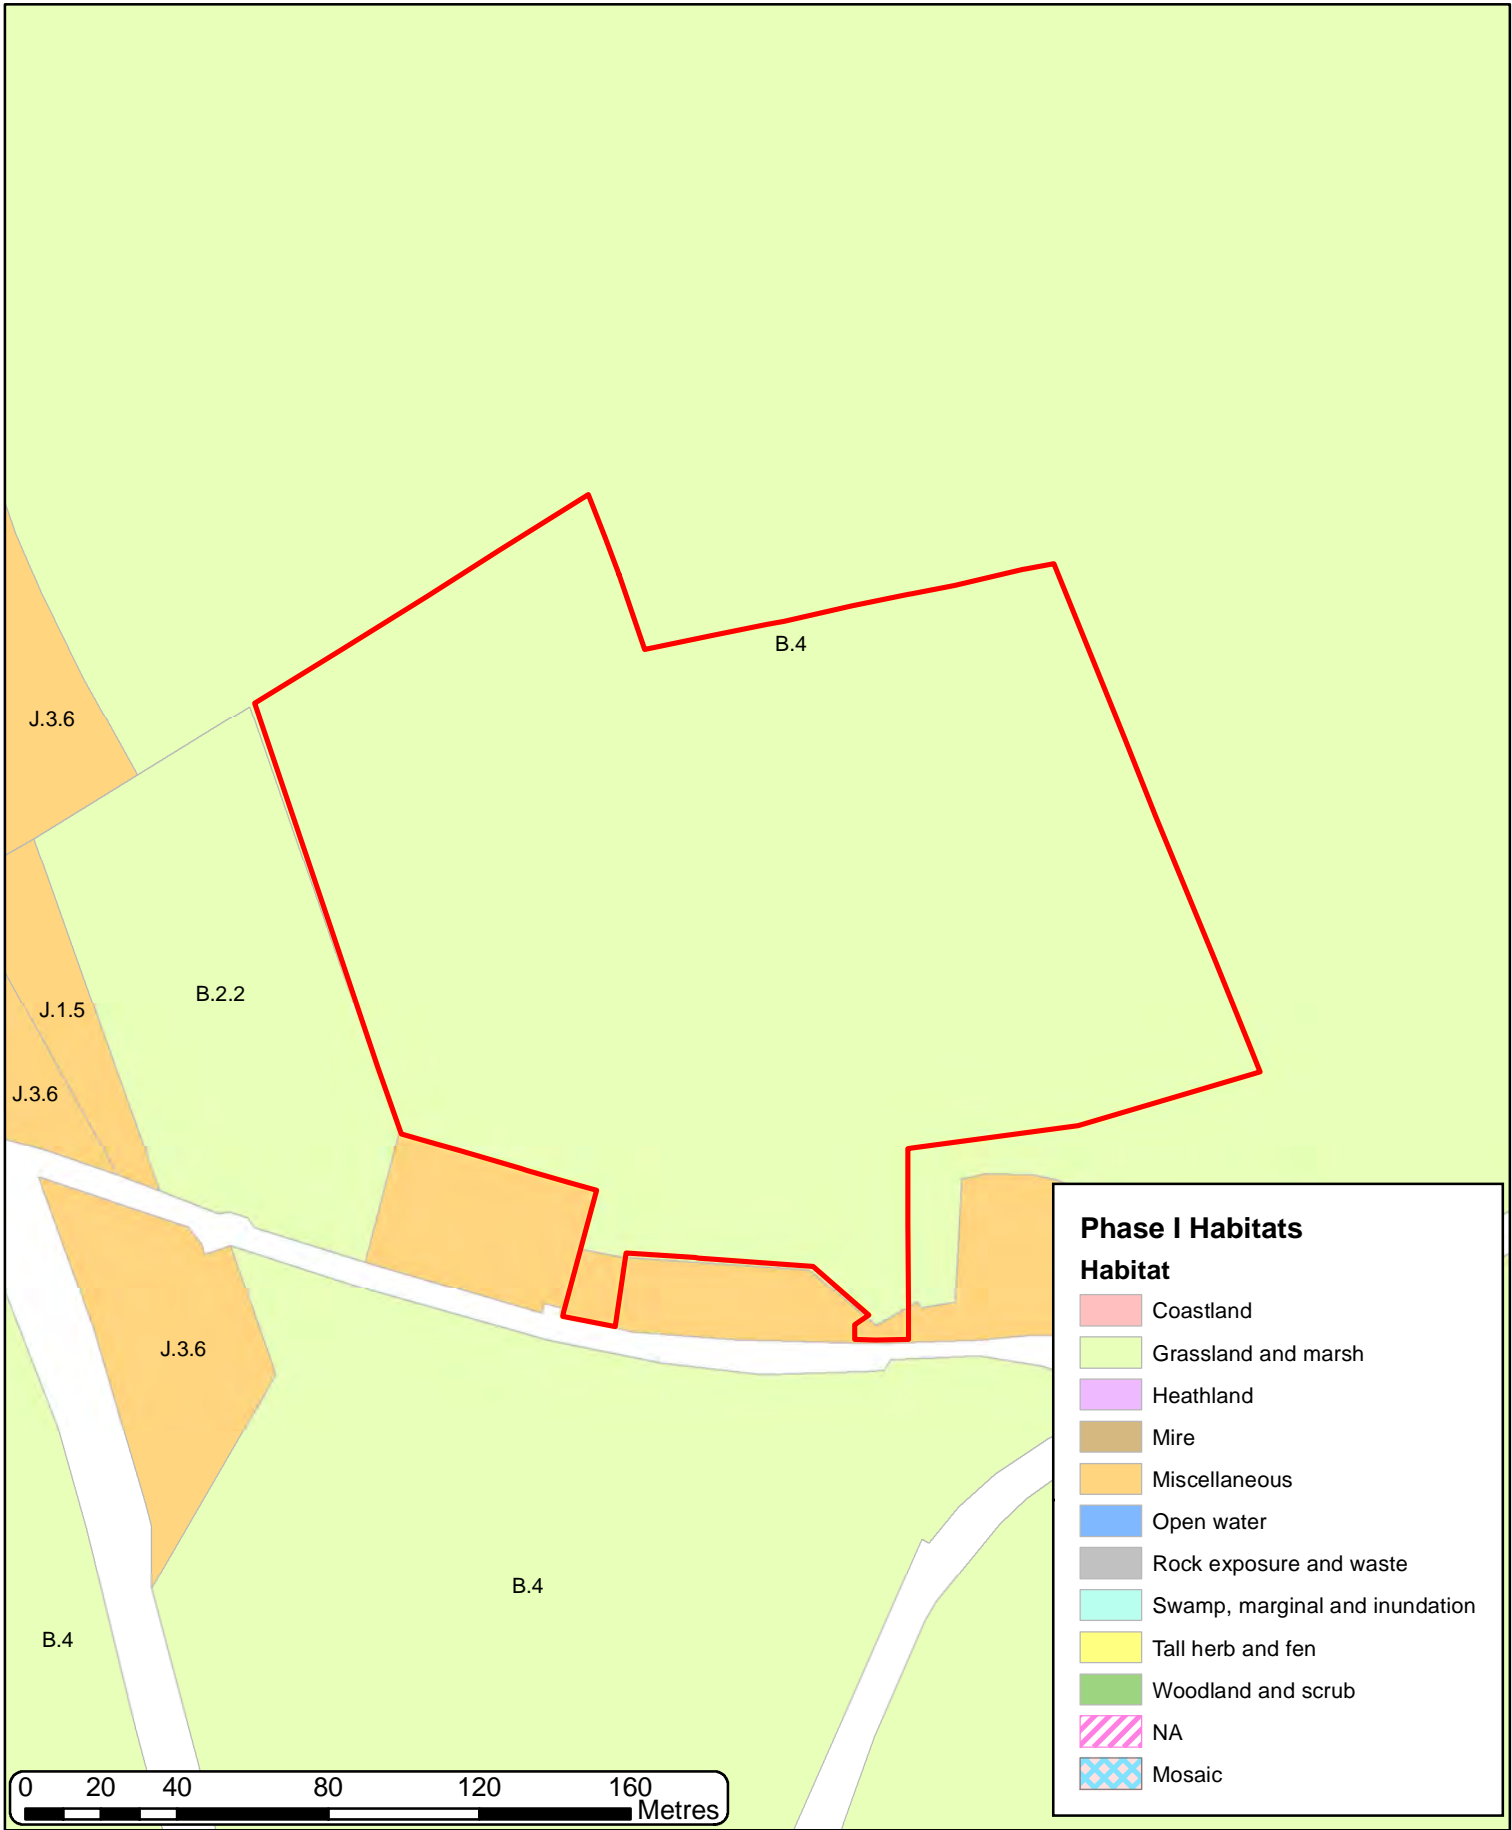 B.4
J.3.6
B.2.2
J.1.5
J.3.6
J.3.6
B.4
B.4
Phase I Habitats
Habitat
Coastland
Grassland and marsh
Heathland
Mire
Miscellaneous
Open water
Rock exposure and waste
Swamp, marginal and inundation
Tall herb and fen
Woodland and scrub
NA
Mosaic
0 20 40 80 120 160
Metres